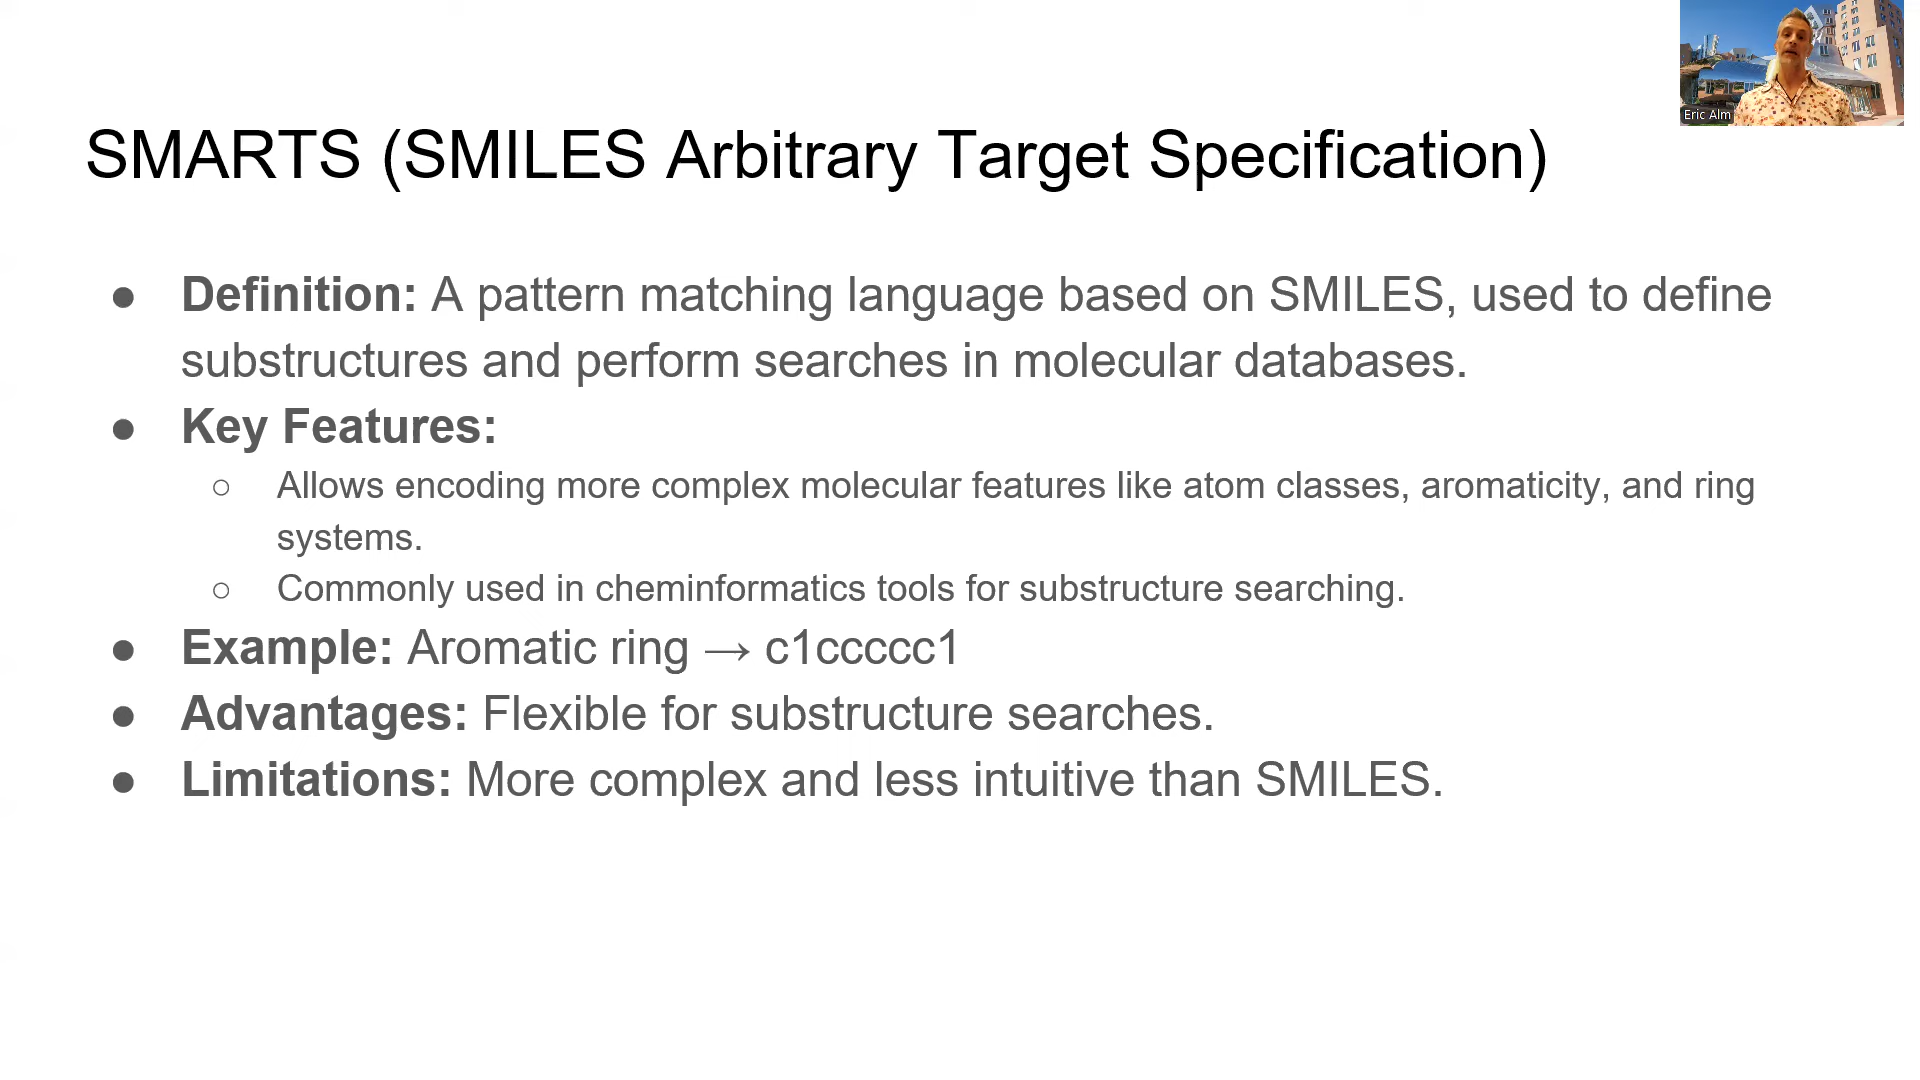 Eric Alm
SMARTS (SMILES Arbitrary Target Specification)
● Definition: A pattern matching language based on SMILES, used to define
substructures and perform searches in molecular databases.
● Key Features:
○ Allows encoding more complex molecular features like atom classes, aromaticity, and ring
systems.
○ Commonly used in cheminformatics tools for substructure searching.
● Example: Aromatic ring → c1ccccc1
● Advantages: Flexible for substructure searches.
● Limitations: More complex and less intuitive than SMILES.